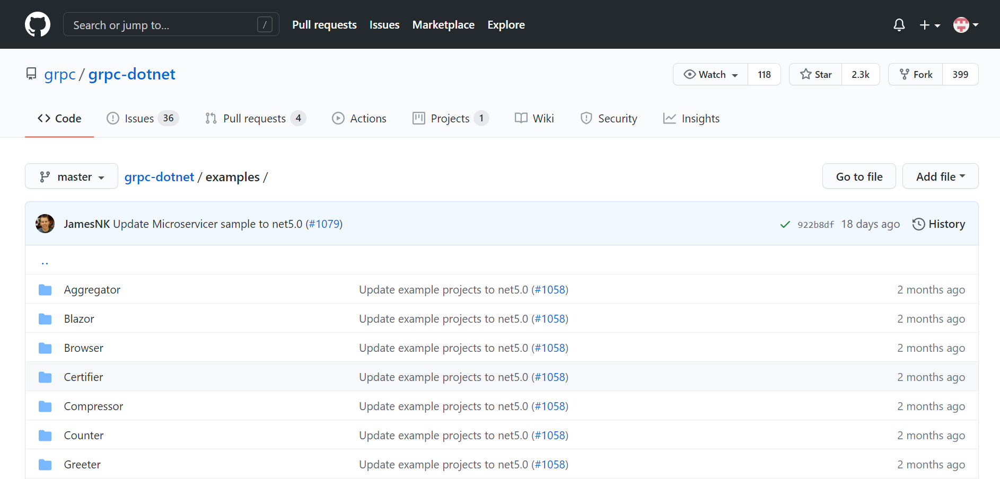 Search or jump to... / Pull requests Issues Marketplace Explore
grpc / grpc-dotnet Watch 118 Star 2.3k Fork 399
Code Issues 36 Pull requests 4 Actions Projects 1 Wiki Security Insights
master grpc-dotnet / examples / Go to file Add file
JamesNK Update Microservicer sample to net5.0 (#1079) 922b8df 18 days ago History
..
Aggregator Update example projects to net5.0 (#1058) 2 months ago
Blazor Update example projects to net5.0 (#1058) 2 months ago
Browser Update example projects to net5.0 (#1058) 2 months ago
Certifier Update example projects to net5.0 (#1058) 2 months ago
Compressor Update example projects to net5.0 (#1058) 2 months ago
Counter Update example projects to net5.0 (#1058) 2 months ago
Greeter Update example projects to net5.0 (#1058) 2 months ago